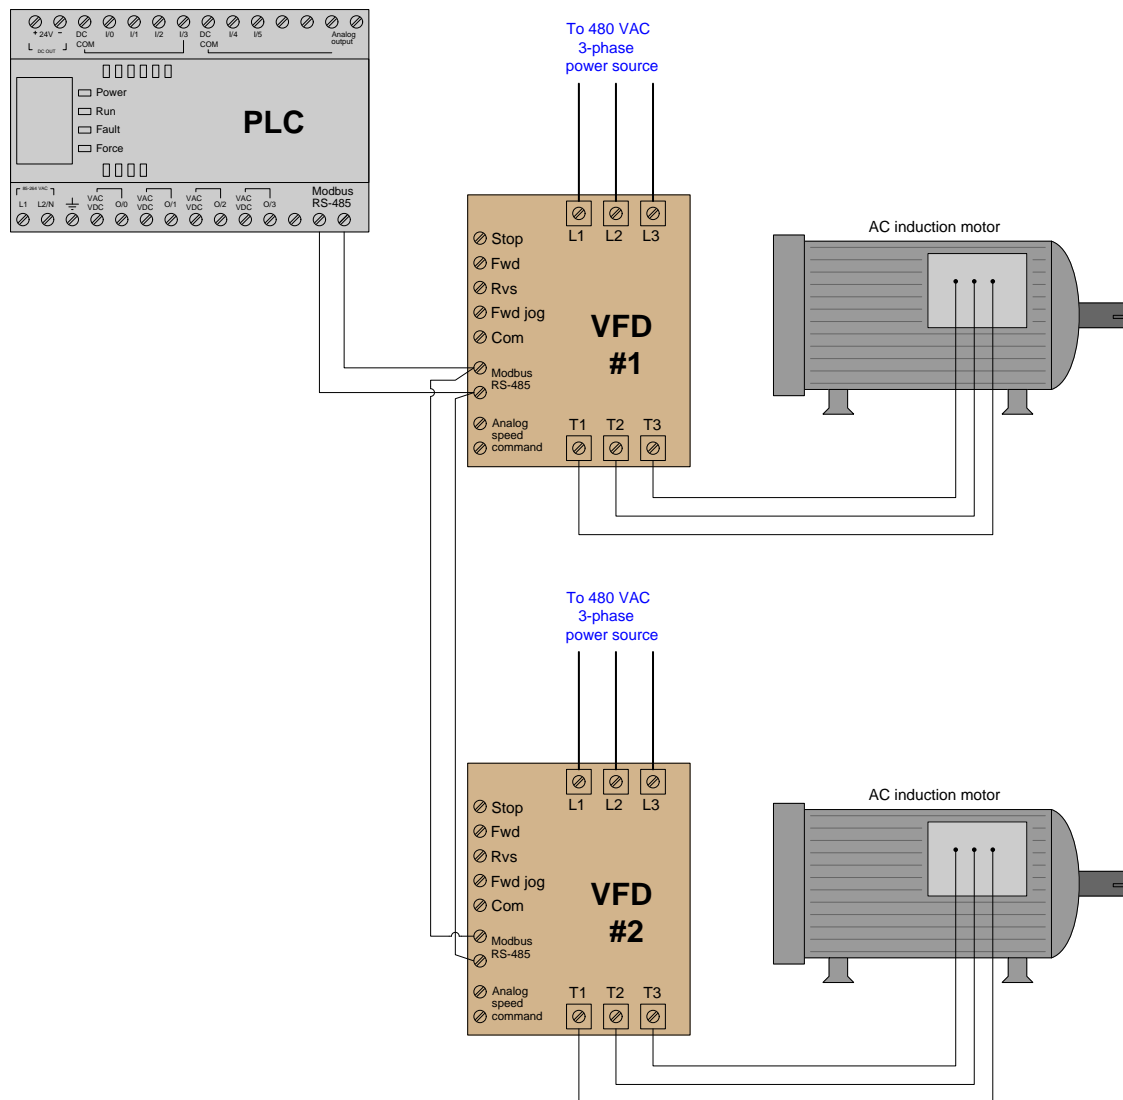 + 24V −
DC OUT
DC
COM
I/0
I/1
I/2
I/3
DC
COM
I/4
I/5
Analog
output
Power
Run
Fault
Force
PLC
85-264 VAC
L1
L2/N
VAC
VDC
O/0
VAC
VDC
O/1
VAC
VDC
O/2
VAC
VDC
O/3
Modbus
RS-485
To 480 VAC
3-phase
power source
L1
L2
L3
Stop
Fwd
Rvs
Fwd jog
Com
Modbus
RS-485
Analog
speed
command
VFD
#1
T1
T2
T3
AC induction motor
To 480 VAC
3-phase
power source
L1
L2
L3
Stop
Fwd
Rvs
Fwd jog
Com
Modbus
RS-485
Analog
speed
command
VFD
#2
T1
T2
T3
AC induction motor